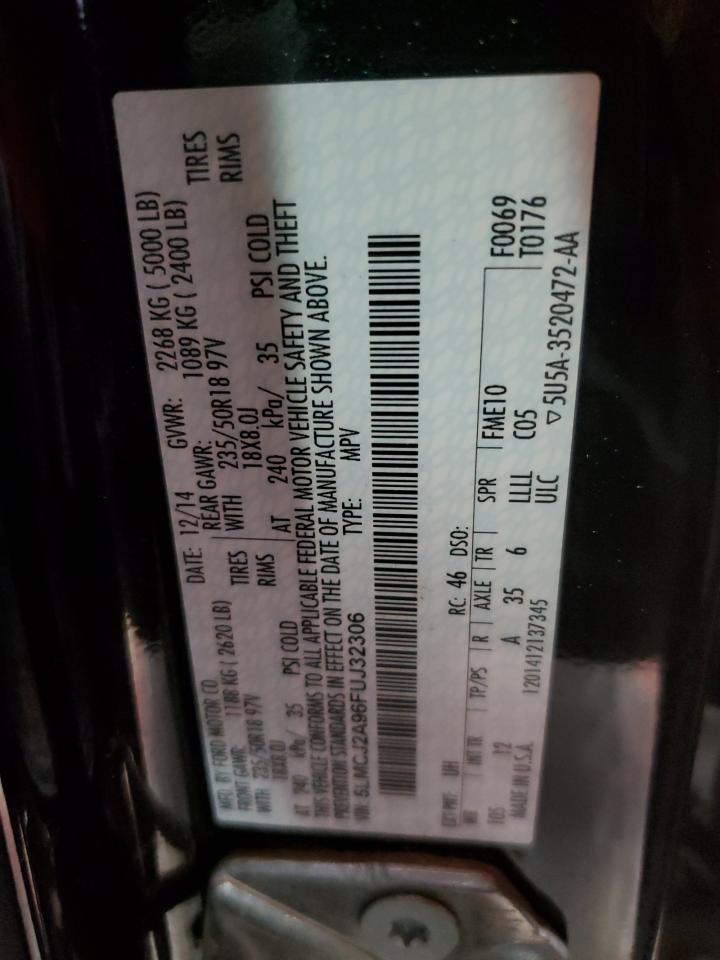 MFD. BY FORD MOTOR CO. DATE: 12/14 GVWR: 2268 KG ( 5000 LB)
FRONT GAWR: 1188 KG ( 2620 LB) REAR GAWR: 1089 KG ( 2400 LB)
WITH 235/50R18 97V TIRES WITH 235/50R18 97V TIRES
18X8.0J RIMS 18X8.0J RIMS
AT 240 kPa/ 35 PSI COLD AT 240 kPa/ 35 PSI COLD
THIS VEHICLE CONFORMS TO ALL APPLICABLE FEDERAL MOTOR VEHICLE SAFETY AND THEFT
PREVENTION STANDARDS IN EFFECT ON THE DATE OF MANUFACTURE SHOWN ABOVE.
VIN: 5LMCJ2A96FUJ32306 TYPE: MPV
EXT PNT: UH RC: 46 DSO:
WB INT TR TP/PS R AXLE TR SPR FME10 F0069
105 12 A 35 6 LLLL C05 T0176
ULC
MADE IN U.S.A. 1201412137345 ▽5U5A-3520472-AA